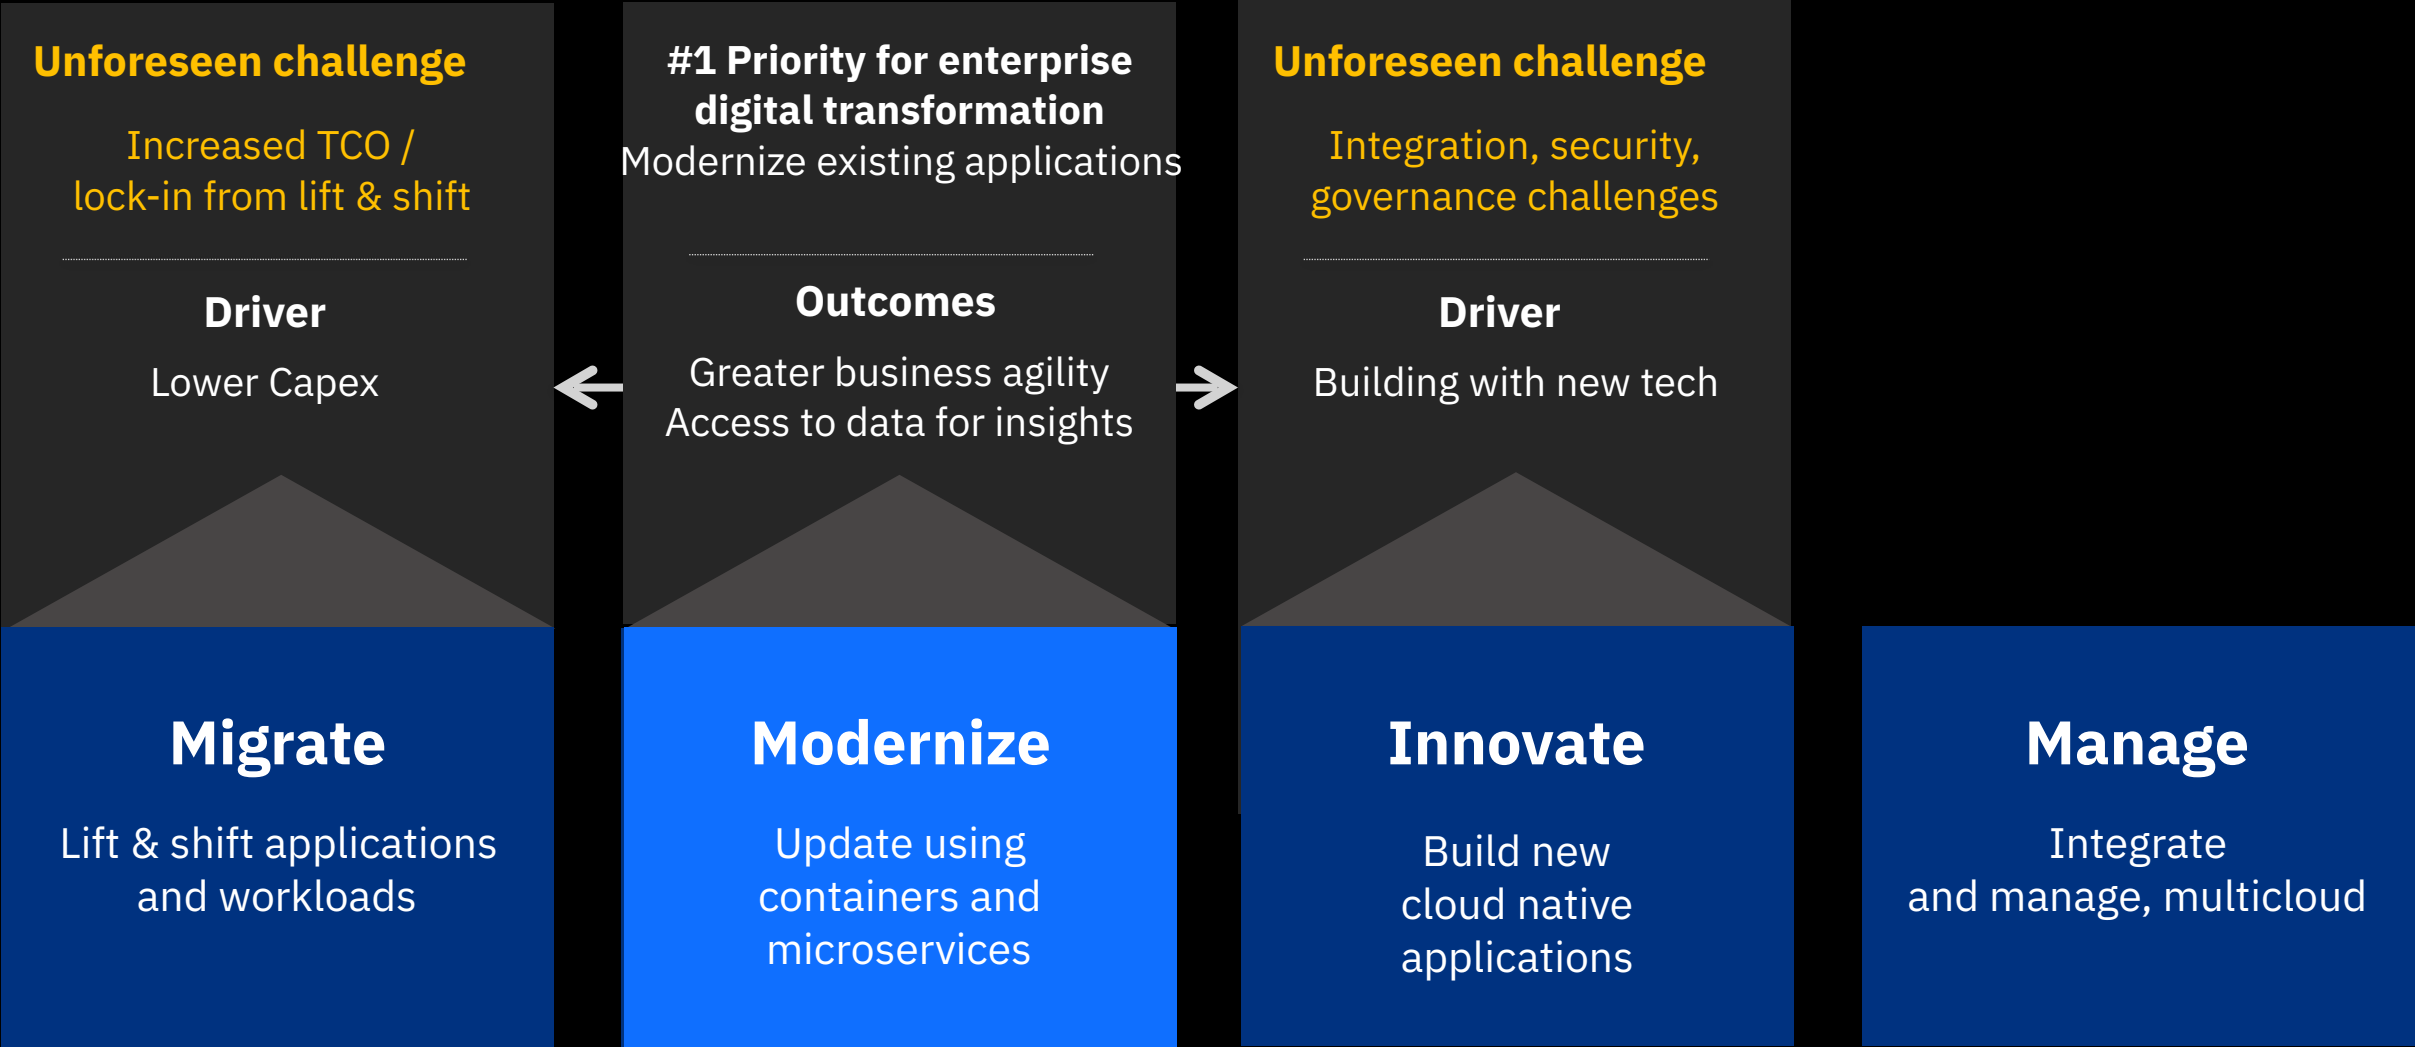 Unforeseen challenge
Increased TCO /
lock-in from lift & shift
Driver
Lower Capex
#1 Priority for enterprise
digital transformation
Modernize existing applications
Outcomes
Greater business agility
Access to data for insights
Unforeseen challenge
Integration, security,
governance challenges
Driver
Building with new tech
Migrate
Lift & shift applications
and workloads
Modernize
Update using
containers and
microservices
Innovate
Build new
cloud native
applications
Manage
Integrate
and manage, multicloud